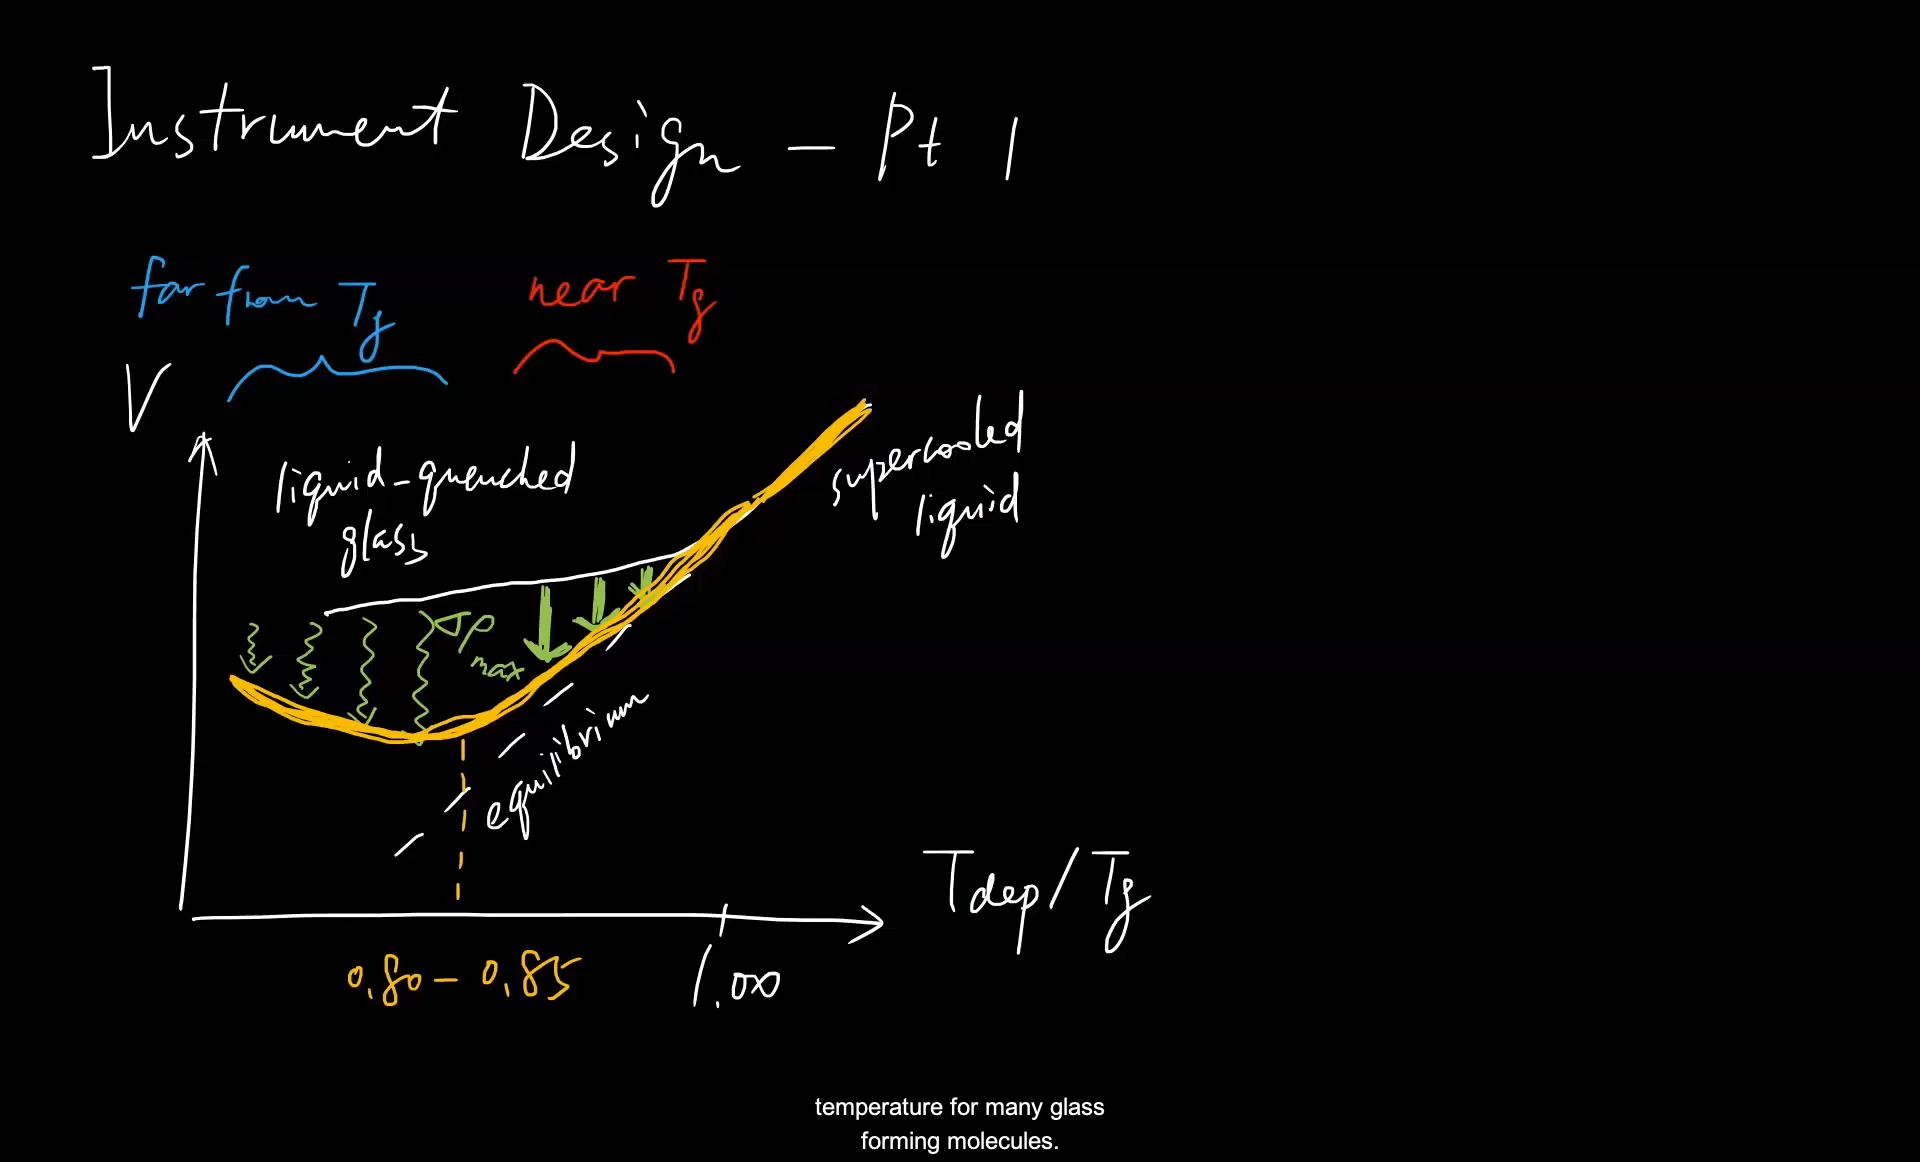 Instrument Design - Pt 1
far from Tg
near Tg
V
liquid-quenched
glass
supercooled
liquid
Δρ
max
equilibrium
Tdep/Tg
0.80 - 0.85
1.00
temperature for many glass
forming molecules.